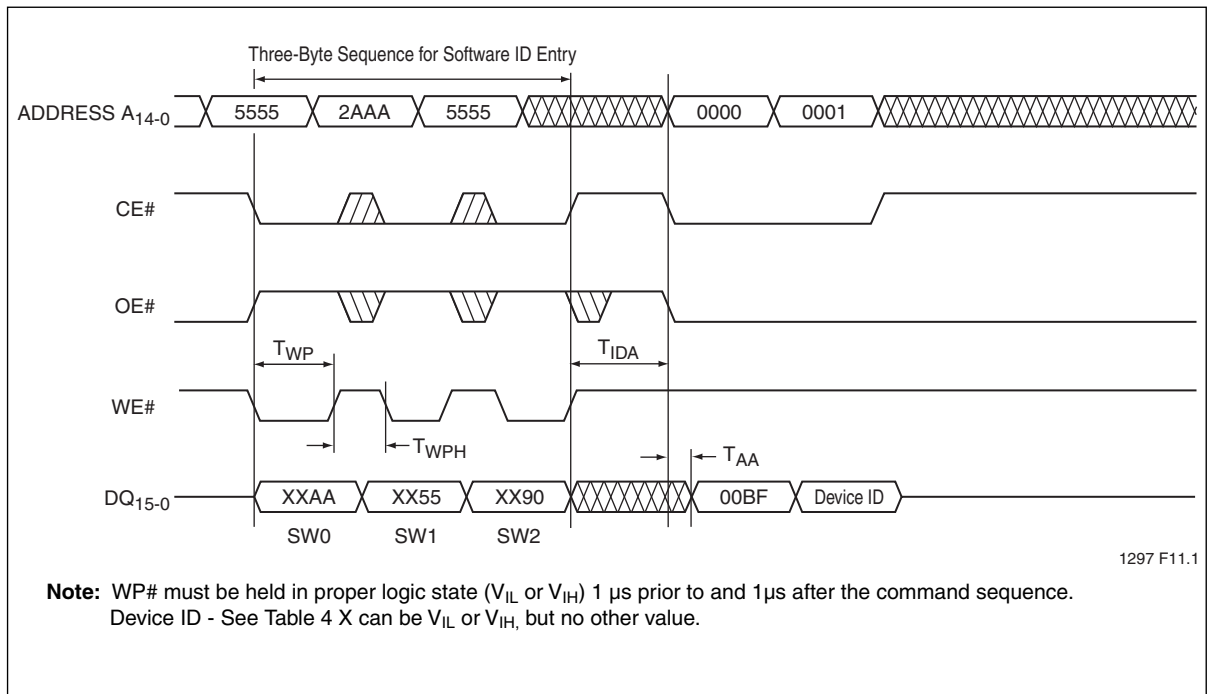 Three-Byte Sequence for Software ID Entry
ADDRESS A14-0 5555 2AAA 5555 0000 0001
CE#
OE#
TWP TIDA
WE#
TWPH TAA
DQ15-0 XXAA XX55 XX90 00BF Device ID
SW0 SW1 SW2
1297 F11.1
Note: WP# must be held in proper logic state (VIL or VIH) 1 µs prior to and 1µs after the command sequence.
Device ID - See Table 4 X can be VIL or VIH, but no other value.